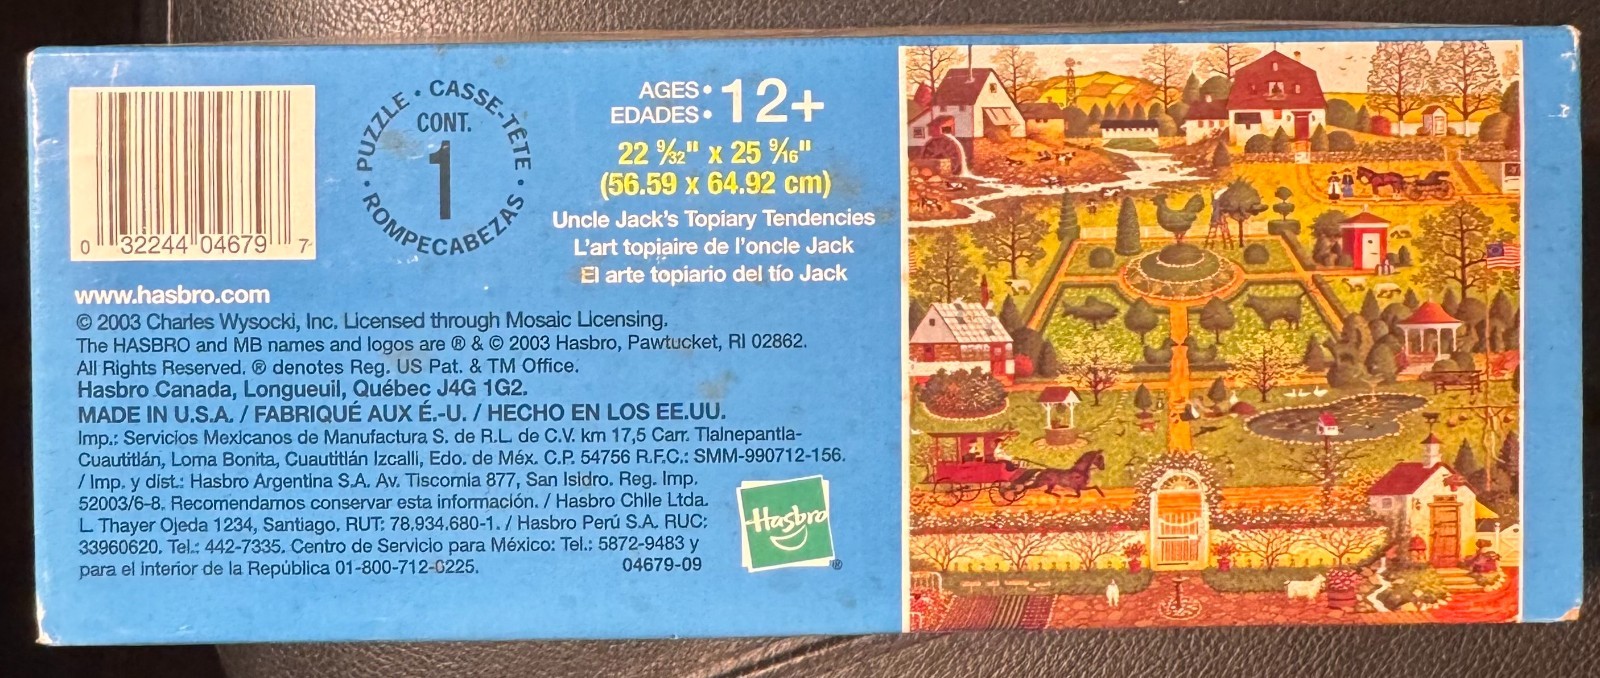 0 32244 04679 7
PUZZLE • CASSE-TÊTE • ROMPECABEZAS •
CONT.
1
AGES:
EDADES:
12+
22 9/32" x 25 9/16"
(56.59 x 64.92 cm)
Uncle Jack's Topiary Tendencies
L'art topiaire de l'oncle Jack
El arte topiario del tío Jack
www.hasbro.com
© 2003 Charles Wysocki, Inc. Licensed through Mosaic Licensing.
The HASBRO and MB names and logos are ® & © 2003 Hasbro, Pawtucket, RI 02862.
All Rights Reserved. ® denotes Reg. US Pat. & TM Office.
Hasbro Canada, Longueuil, Québec J4G 1G2.
MADE IN U.S.A. / FABRIQUÉ AUX É.-U. / HECHO EN LOS EE.UU.
Imp.: Servicios Mexicanos de Manufactura S. de R.L. de C.V. km 17,5 Carr. Tlalnepantla-
Cuautitlán, Loma Bonita, Cuautitlán Izcalli, Edo. de Méx. C.P. 54756 R.F.C.: SMM-990712-156.
/ Imp. y dist.: Hasbro Argentina S.A. Av. Tiscornia 877, San Isidro. Reg. Imp.
52003/6-8. Recomendamos conservar esta información. / Hasbro Chile Ltda.
L. Thayer Ojeda 1234, Santiago. RUT: 78.934.680-1. / Hasbro Perú S.A. RUC:
33960620. Tel.: 442-7335. Centro de Servicio para México: Tel.: 5872-9483 y
para el interior de la República 01-800-712-6225.
04679-09
Hasbro ®